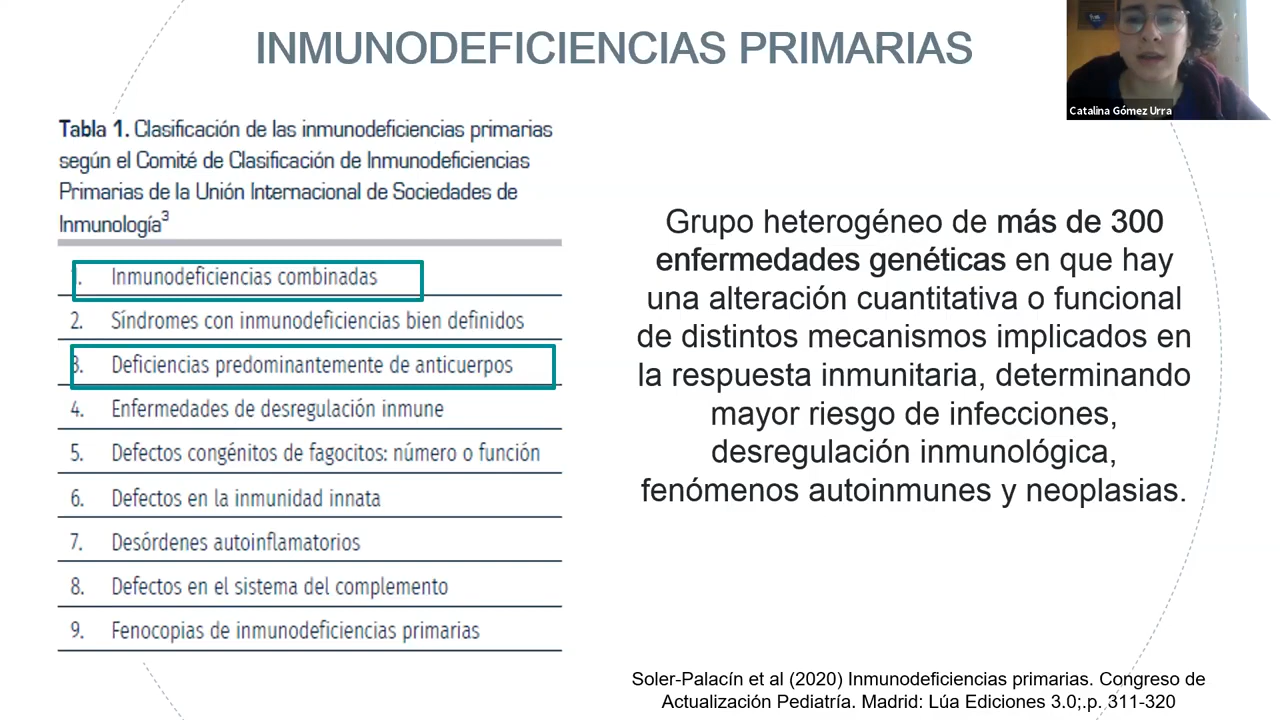 INMUNODEFICIENCIAS PRIMARIAS
Catalina Gómez Urra
Tabla 1. Clasificación de las inmunodeficiencias primarias
según el Comité de Clasificación de Inmunodeficiencias
Primarias de la Unión Internacional de Sociedades de
Inmunología3
. Inmunodeficiencias combinadas
2. Síndromes con inmunodeficiencias bien definidos
3. Deficiencias predominantemente de anticuerpos
4. Enfermedades de desregulación inmune
5. Defectos congénitos de fagocitos: número o función
6. Defectos en la inmunidad innata
7. Desórdenes autoinflamatorios
8. Defectos en el sistema del complemento
9. Fenocopias de inmunodeficiencias primarias
Grupo heterogéneo de más de 300
enfermedades genéticas en que hay
una alteración cuantitativa o funcional
de distintos mecanismos implicados en
la respuesta inmunitaria, determinando
mayor riesgo de infecciones,
desregulación inmunológica,
fenómenos autoinmunes y neoplasias.
Soler-Palacín et al (2020) Inmunodeficiencias primarias. Congreso de
Actualización Pediatría. Madrid: Lúa Ediciones 3.0;.p. 311-320